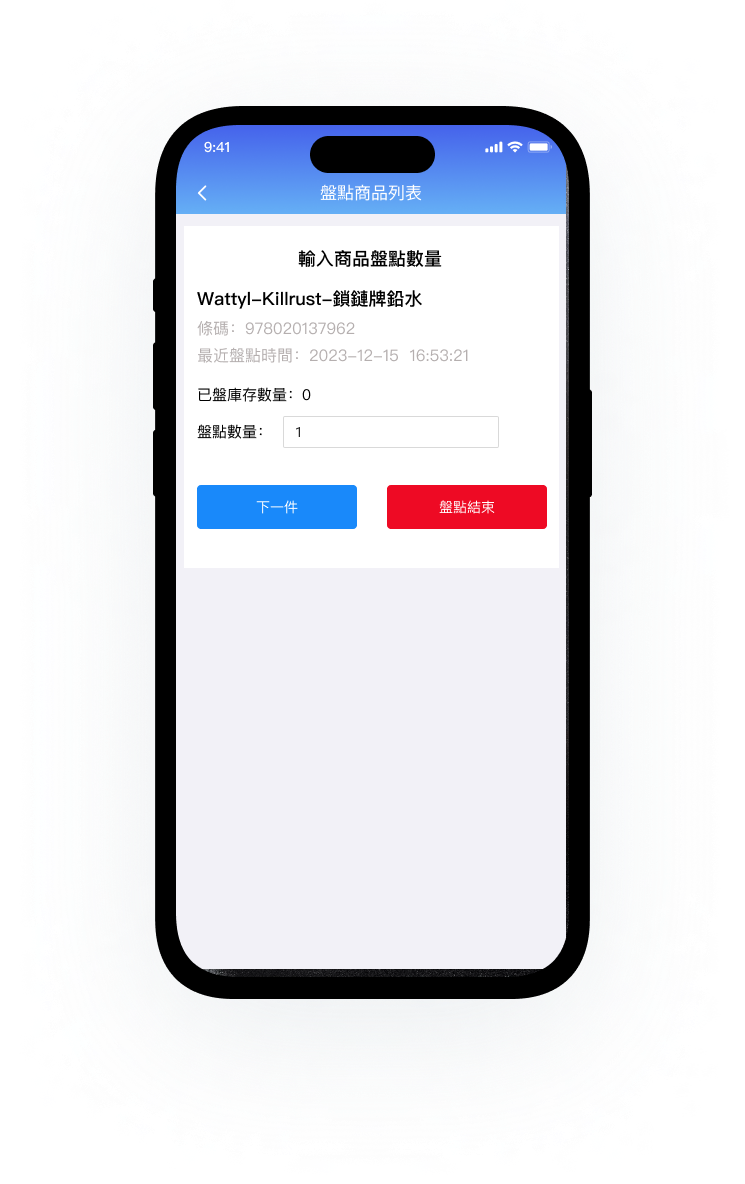 9:41
盤點商品列表
輸入商品盤點數量
Wattyl-Killrust-鎖鏈牌鉛水
條碼：978020137962
最近盤點時間：2023-12-15 16:53:21
已盤庫存數量：0
盤點數量： 1
下一件 盤點結束